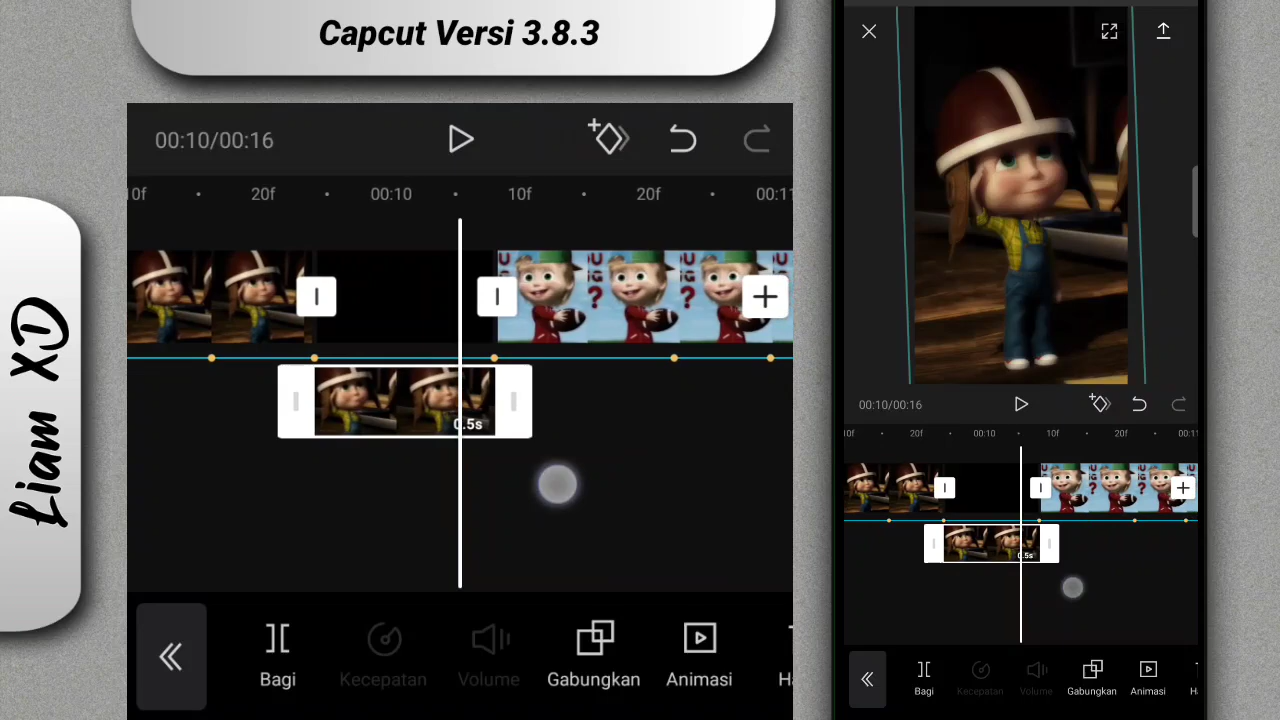 Capcut Versi 3.8.3
Liam XD
00:10/00:16
0f
20f
00:10
10f
20f
00:11
U
G
?
?
0.5s
Bagi
Kecepatan
Volume
Gabungkan
Animasi
H
00:10/00:16
10f
20f
00:10
10f
20f
00:11
0.5s
Bagi
Kecepatan
Volume
Gabungkan
Animasi
H